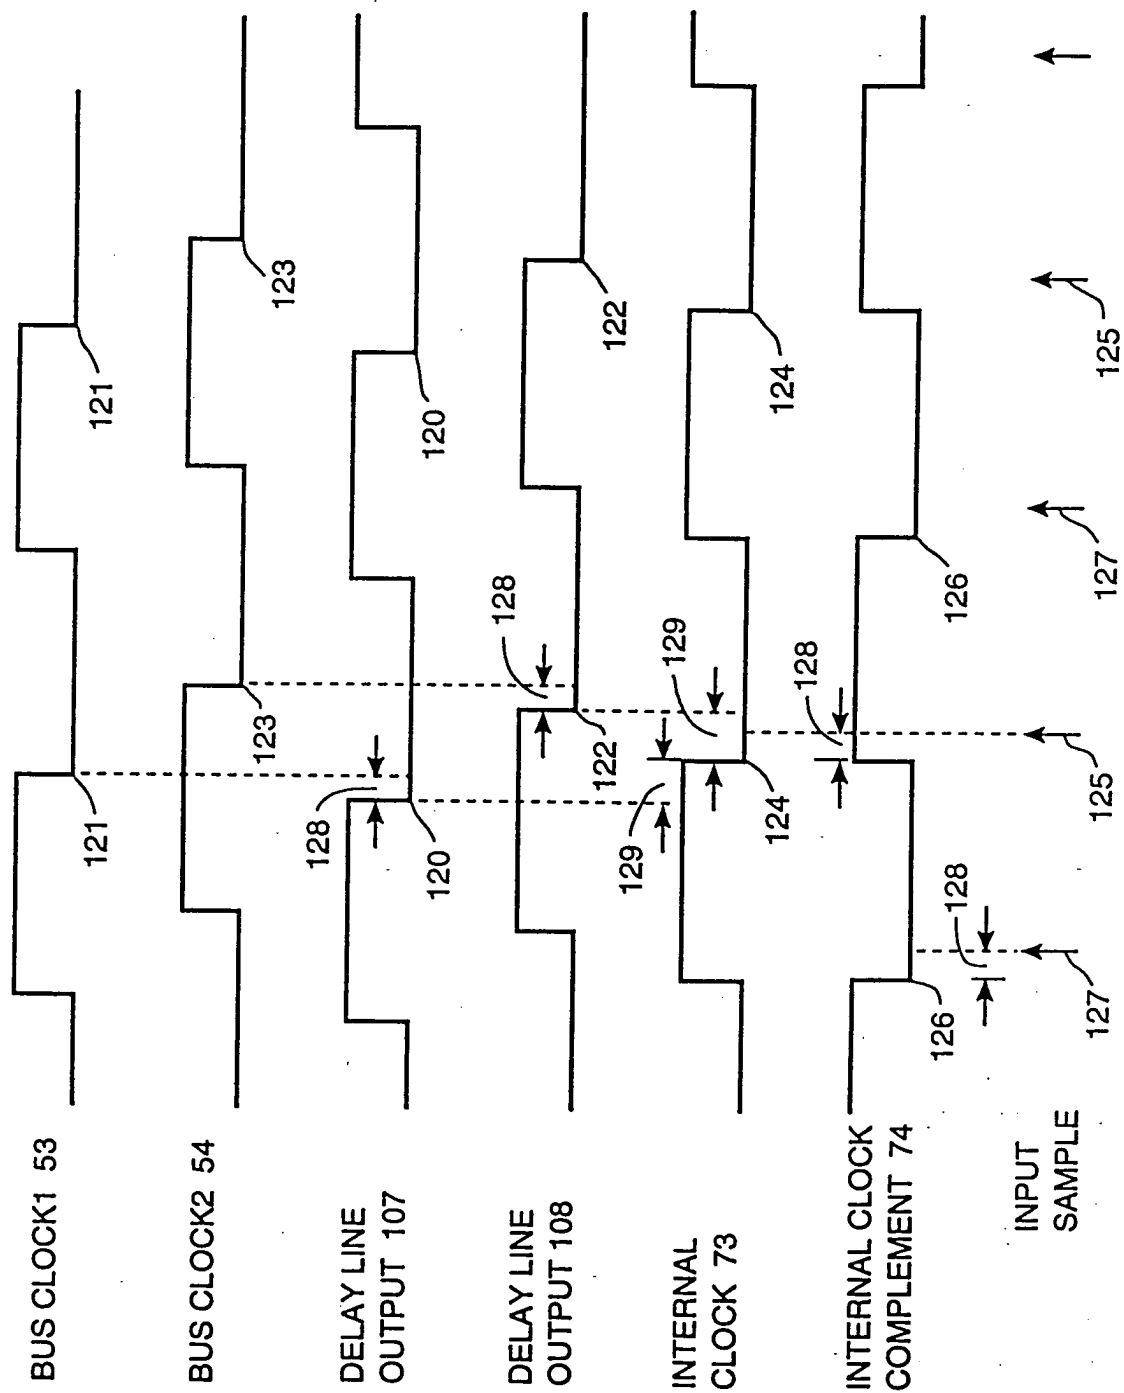 BUS CLOCK1 53
121
121
BUS CLOCK2 54
123
123
DELAY LINE
OUTPUT 107
128
120
120
DELAY LINE
OUTPUT 108
128
122
122
INTERNAL
CLOCK 73
129
129
124
124
INTERNAL CLOCK
COMPLEMENT 74
128
126
126
INPUT
SAMPLE
128
127
125
127
125